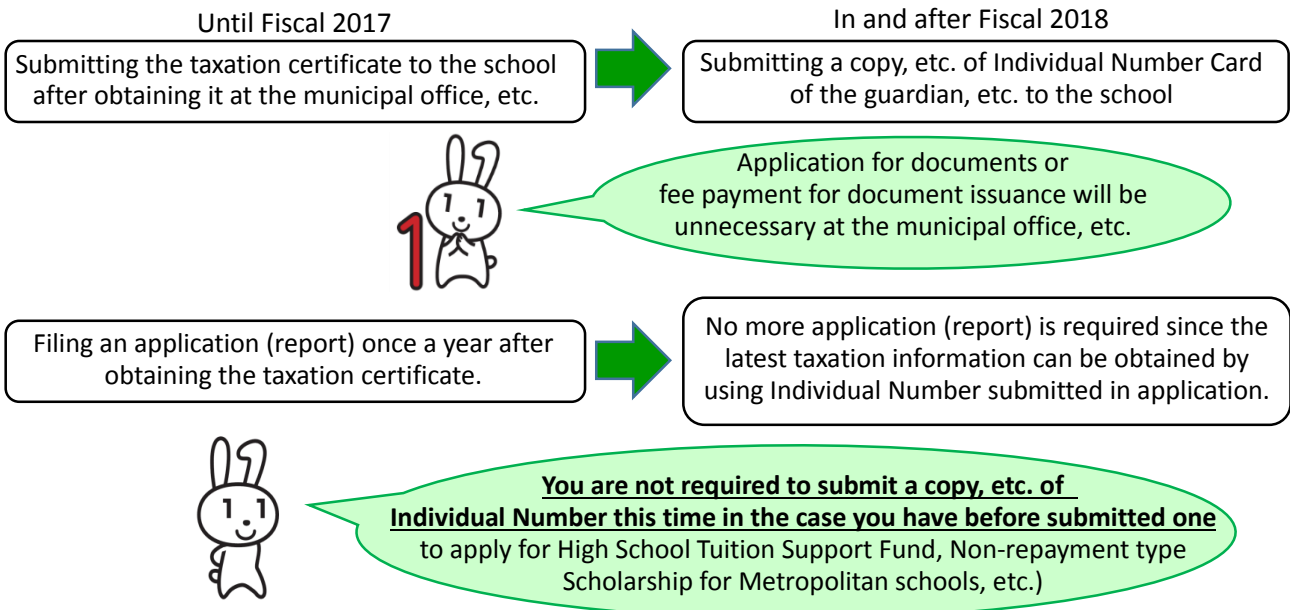 Until Fiscal 2017
In and after Fiscal 2018
Submitting the taxation certificate to the school
after obtaining it at the municipal office, etc.
Submitting a copy, etc. of Individual Number Card
of the guardian, etc. to the school
1
1 1
Application for documents or
fee payment for document issuance will be
unnecessary at the municipal office, etc.
Filing an application (report) once a year after
obtaining the taxation certificate.
No more application (report) is required since the
latest taxation information can be obtained by
using Individual Number submitted in application.
1 1
You are not required to submit a copy, etc. of
Individual Number this time in the case you have before submitted one
to apply for High School Tuition Support Fund, Non-repayment type
Scholarship for Metropolitan schools, etc.)